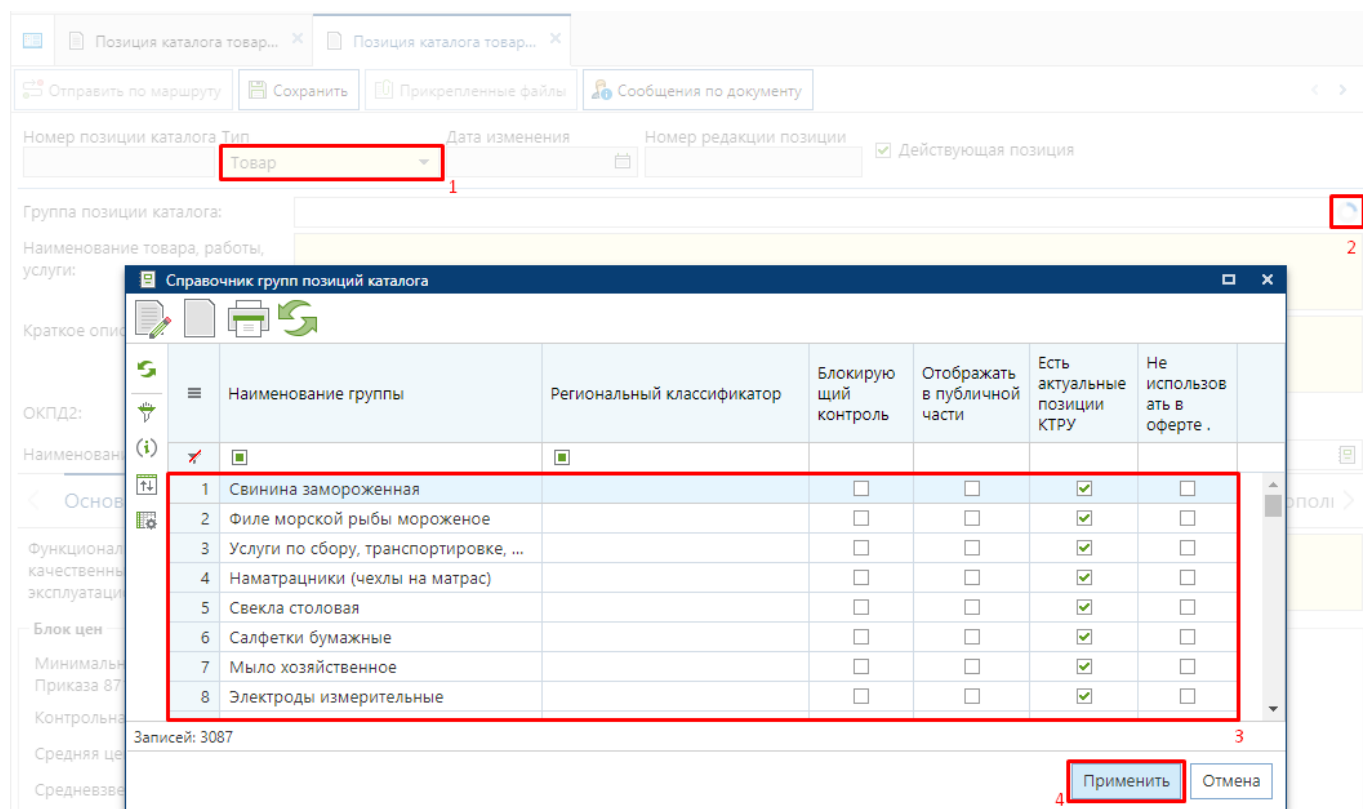 Позиция каталога товар... Позиция каталога товар...
Отправить по маршруту Сохранить Прикрепленные файлы Сообщения по документу
Номер позиции каталога Тип Дата изменения Номер редакции позиции
Товар Действующая позиция
1
Группа позиции каталога:
2
Наименование товара, работы,
услуги:
Справочник групп позиций каталога
Краткое опис
Наименование группы Региональный классификатор Блокирую
щий
контроль Отображать
в публичной
части Есть
актуальные
позиции
КТРУ Не
использов
ать в
оферте .
ОКПД2:
Наименовани
Основ
ополı
1 Свинина замороженная
2 Филе морской рыбы мороженое
3 Услуги по сбору, транспортировке, ...
4 Наматрацники (чехлы на матрас)
5 Свекла столовая
6 Салфетки бумажные
7 Мыло хозяйственное
8 Электроды измерительные
Функционал
качественны
эксплуатаци
Блок цен
Минимальн
Приказа 87
Контрольна
Средняя це
Средневзве
Записей: 3087
3
Применить Отмена
4